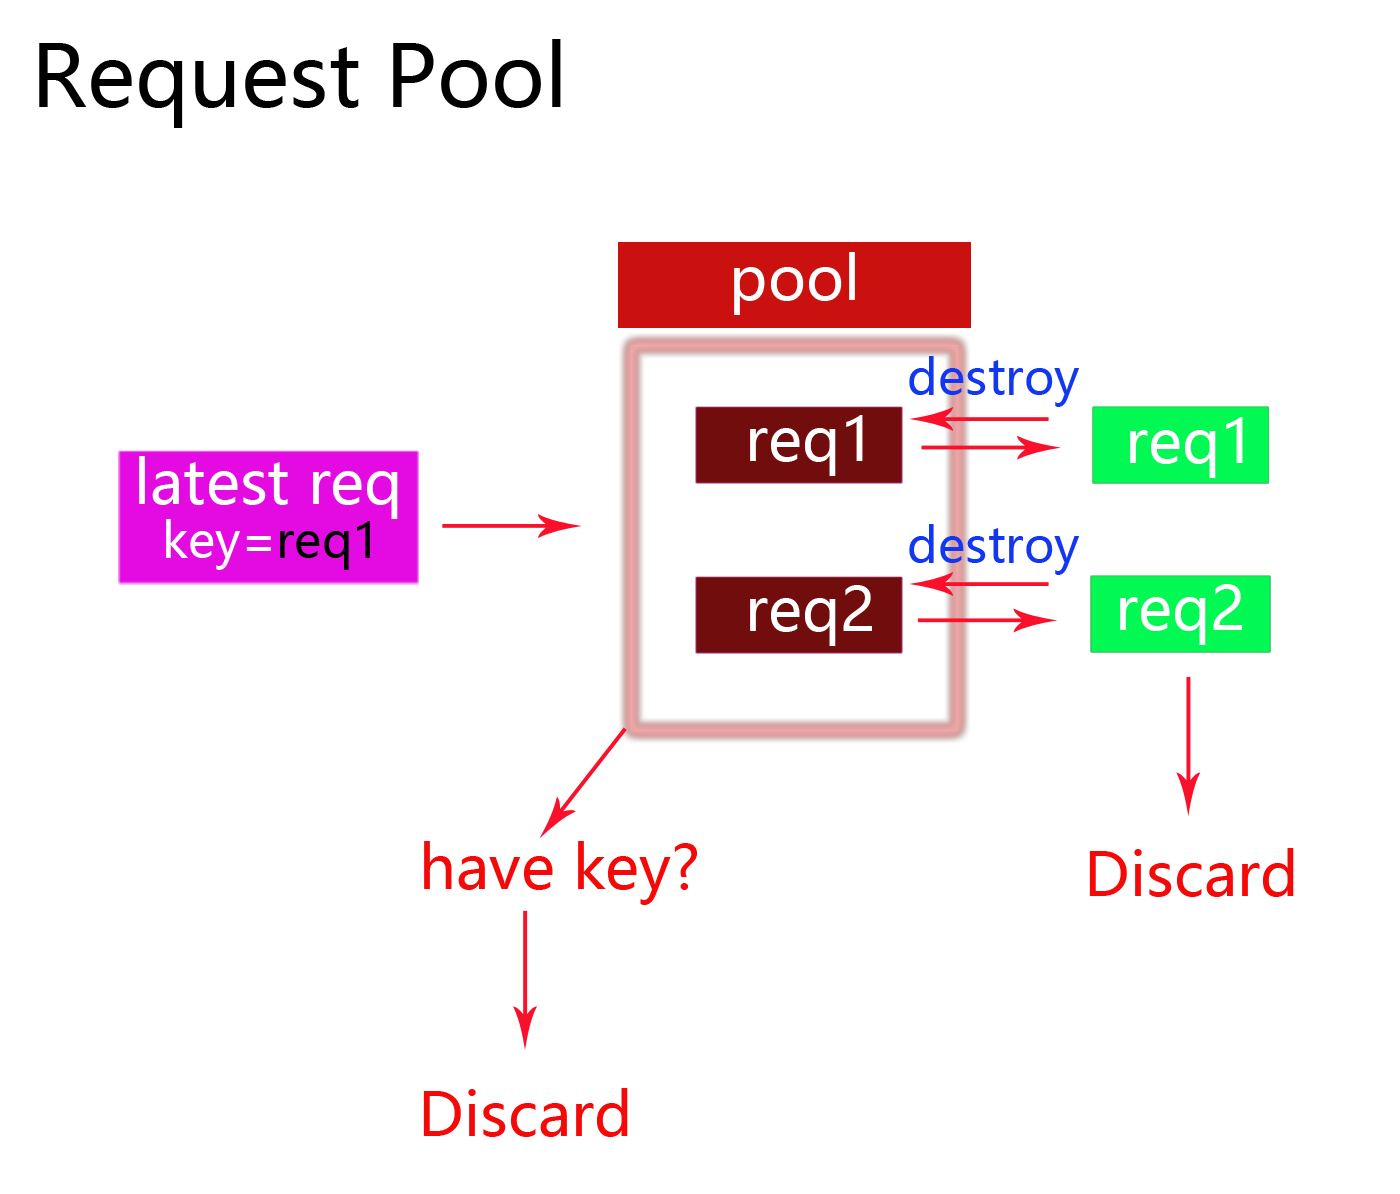 Request Pool
pool
destroy
req1
req1
latest req
key=req1
destroy
req2
req2
have key?
Discard
Discard